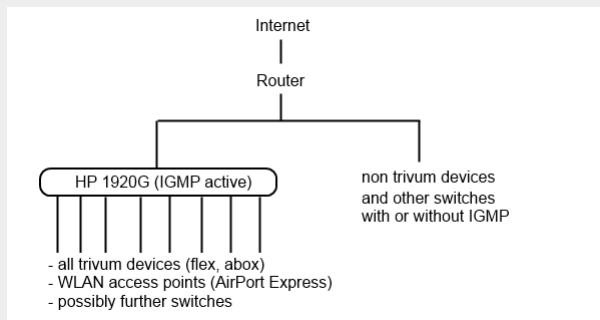 Internet
Router
HP 1920G (IGMP active)
non trivum devices
and other switches
with or without IGMP
- all trivum devices (flex, abox)
- WLAN access points (AirPort Express)
- possibly further switches